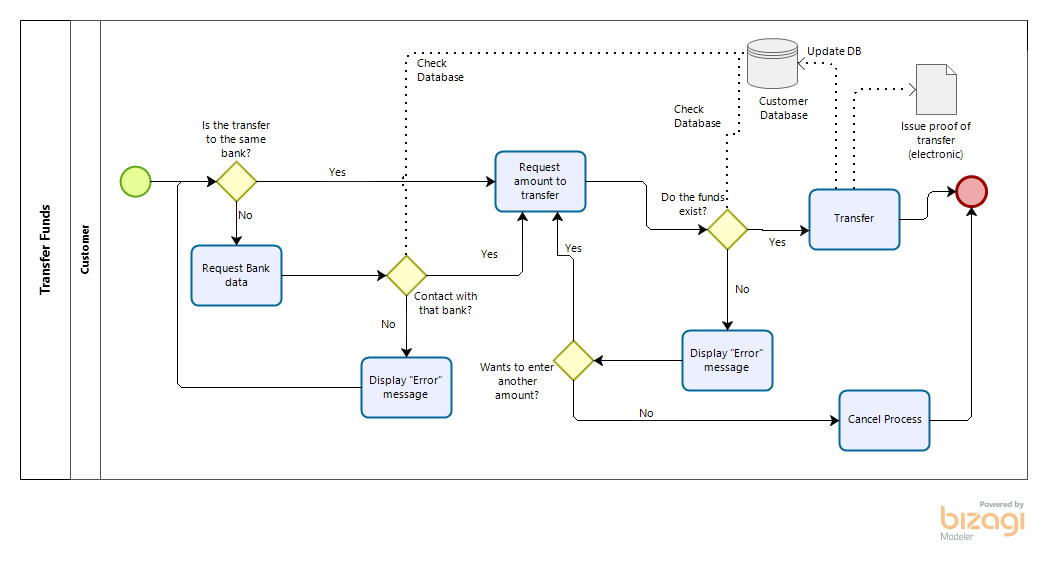 Transfer Funds
Customer
Is the transfer
to the same
bank?
Yes
No
Request Bank
data
Check
Database
Contact with
that bank?
Yes
No
Display "Error"
message
Request
amount to
transfer
Yes
Wants to enter
another
amount?
No
Check
Database
Do the funds
exist?
Yes
No
Display "Error"
message
Customer
Database
Update DB
Issue proof of
transfer
(electronic)
Transfer
Cancel Process
Powered by
bizagi
Modeler